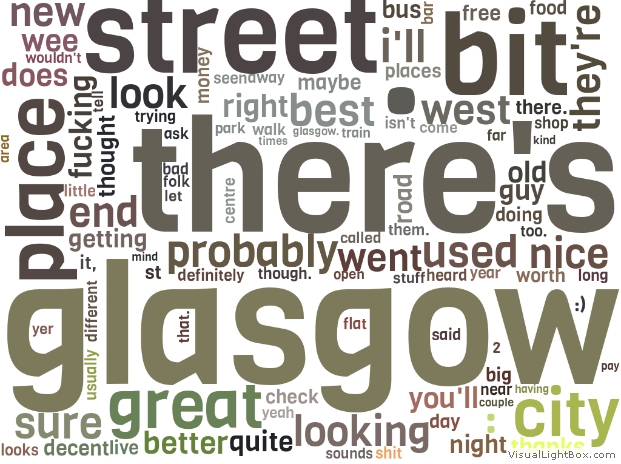 new
street
bus
bar
free
food
wee
i'll
bit
they're
wouldn't
does
places
money
seen
away
maybe
look
fucking
tell
right
best
west
there.
trying
isn't
come
shop
thought
ask
park
walk
glasgow.
train
far
kind
times
area
place
there's
bad
folk
let
little
centre
road
old
guy
end
doing
too.
them.
getting
probably
called
went
used
nice
it,
mind
st
definitely
though.
open
stuff
heard
year
worth
long
glasgow
:)
yer
different
that.
flat
said
2
usually
big
pay
near
having
couple
great
check
you'll
:
city
yeah
sure
looking
day
looks
decentlive
better
quite
sounds
shit
night
thanks
VisualLightBox.com